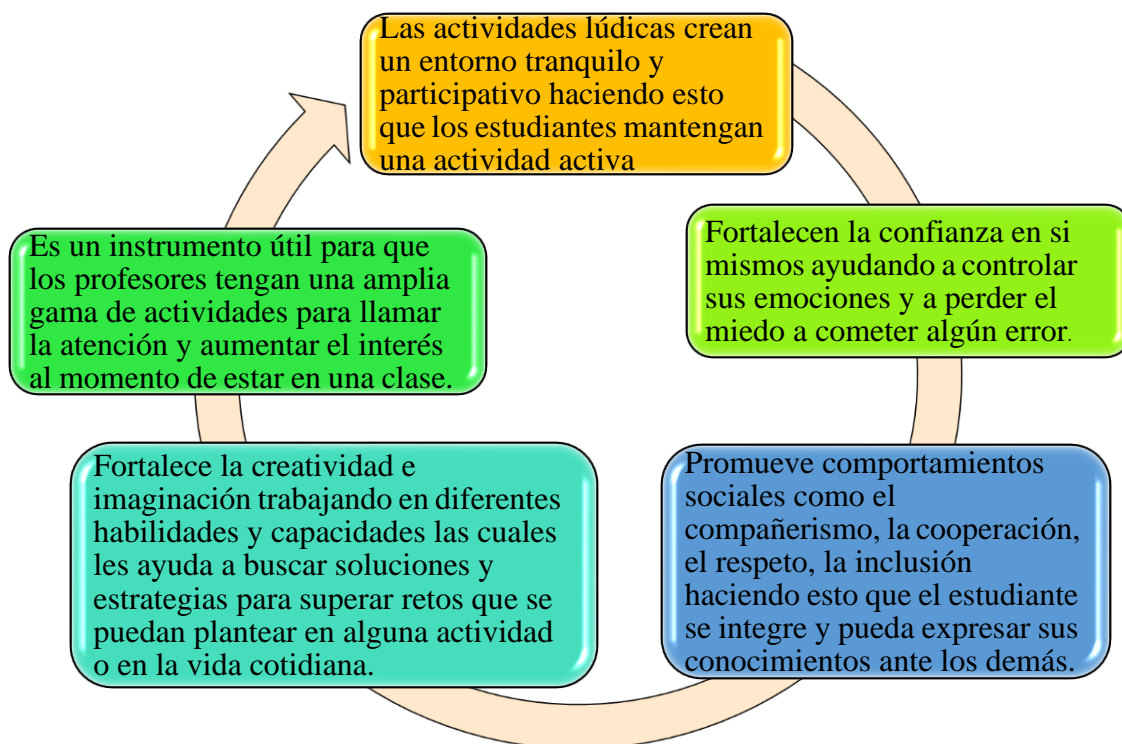 Las actividades lúdicas crean
un entorno tranquilo y
participativo haciendo esto
que los estudiantes mantengan
una actividad activa
Fortalecen la confianza en si
mismos ayudando a controlar
sus emociones y a perder el
miedo a cometer algún error.
Promueve comportamientos
sociales como el
compañerismo, la cooperación,
el respeto, la inclusión
haciendo esto que el estudiante
se integre y pueda expresar sus
conocimientos ante los demás.
Fortalece la creatividad e
imaginación trabajando en diferentes
habilidades y capacidades las cuales
les ayuda a buscar soluciones y
estrategias para superar retos que se
puedan plantear en alguna actividad
o en la vida cotidiana.
Es un instrumento útil para que
los profesores tengan una amplia
gama de actividades para llamar
la atención y aumentar el interés
al momento de estar en una clase.